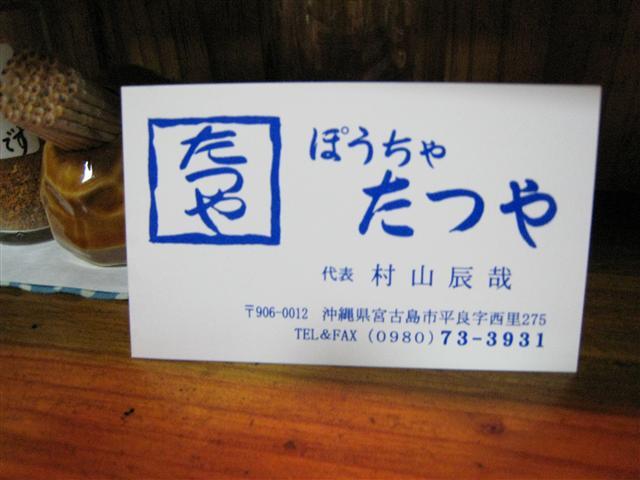 たつや
ぽうちゃ
たつや
代表 村山辰哉
〒906-0012 沖縄県宮古島市平良字西里275
TEL&FAX (0980) 73-3931
です